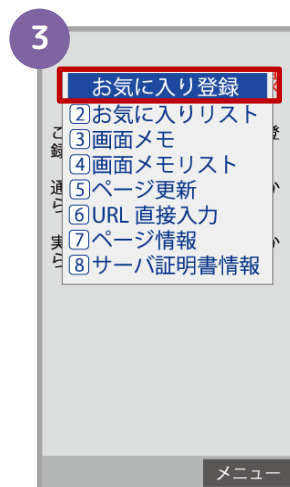 3
お気に入り登録
2お気に入りリスト
3画面メモ
4画面メモリスト
5ページ更新
6URL 直接入力
7ページ情報
8サーバ証明書情報
メニュー